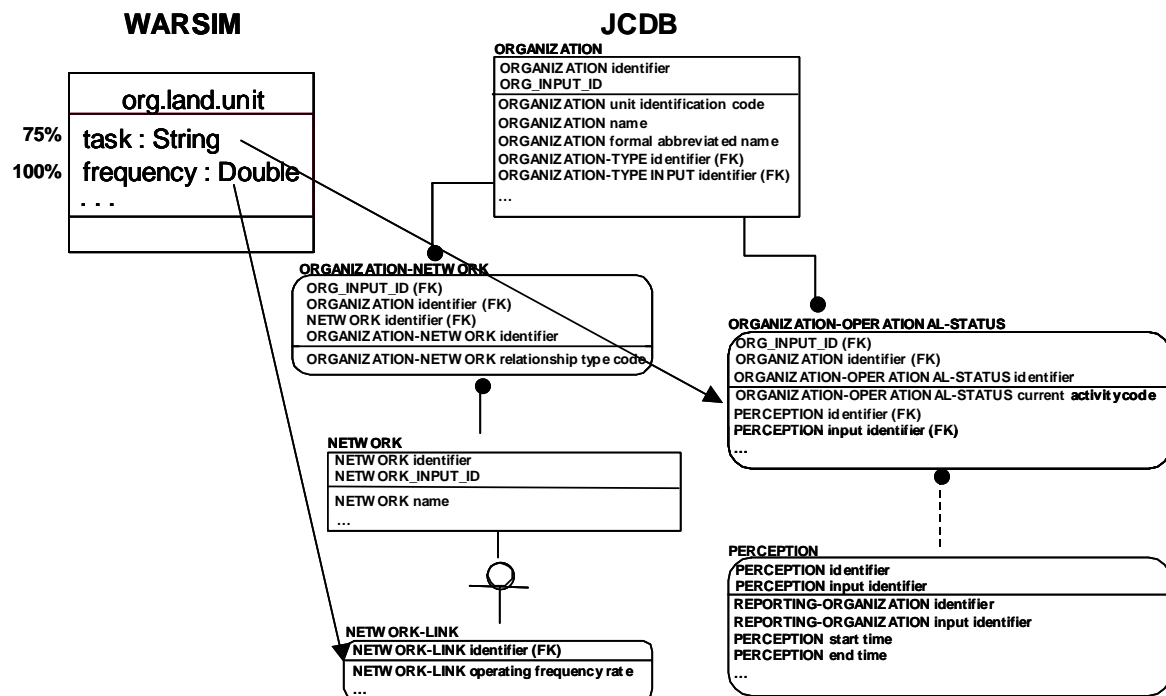 WARSIM
JCDB
org.land.unit
75%
task : String
100%
frequency : Double
. . .
ORGANIZATION
ORGANIZATION identifier
ORG_INPUT_ID
ORGANIZATION unit identification code
ORGANIZATION name
ORGANIZATION formal abbreviated name
ORGANIZATION-TYPE identifier (FK)
ORGANIZATION-TYPE INPUT identifier (FK)
...
ORGANIZATION-NETWORK
ORG_INPUT_ID (FK)
ORGANIZATION identifier (FK)
NETWORK identifier (FK)
ORGANIZATION-NETWORK identifier
ORGANIZATION-NETWORK relationship type code
ORGANIZATION-OPERATIONAL-STATUS
ORG_INPUT_ID (FK)
ORGANIZATION identifier (FK)
ORGANIZATION-OPERATIONAL-STATUS identifier
ORGANIZATION-OPERATIONAL-STATUS current activitycode
PERCEPTION identifier (FK)
PERCEPTION input identifier (FK)
...
NETWORK
NETWORK identifier
NETWORK_INPUT_ID
NETWORK name
...
PERCEPTION
PERCEPTION identifier
PERCEPTION input identifier
REPORTING-ORGANIZATION identifier
REPORTING-ORGANIZATION input identifier
PERCEPTION start time
PERCEPTION end time
...
NETWORK-LINK
NETWORK-LINK identifier (FK)
NETWORK-LINK operating frequency rate
...